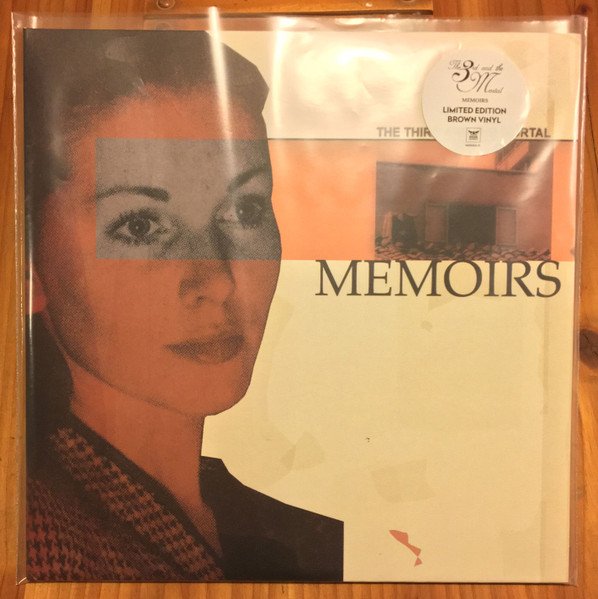 The 3rd and the
Mortal
MEMOIRS
LIMITED EDITION
BROWN VINYL
THE THIR RTAL
MEMOIRS